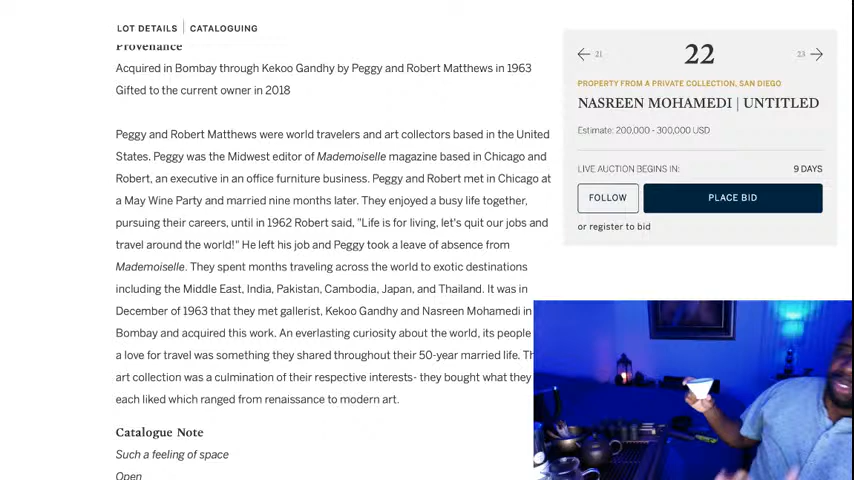 LOT DETAILS | CATALOGUING
Provenance
Acquired in Bombay through Kekoo Gandhy by Peggy and Robert Matthews in 1963
Gifted to the current owner in 2018
Peggy and Robert Matthews were world travelers and art collectors based in the United
States. Peggy was the Midwest editor of Mademoiselle magazine based in Chicago and
Robert, an executive in an office furniture business. Peggy and Robert met in Chicago at
a May Wine Party and married nine months later. They enjoyed a busy life together,
pursuing their careers, until in 1962 Robert said, "Life is for living, let's quit our jobs and
travel around the world!" He left his job and Peggy took a leave of absence from
Mademoiselle. They spent months traveling across the world to exotic destinations
including the Middle East, India, Pakistan, Cambodia, Japan, and Thailand. It was in
December of 1963 that they met gallerist, Kekoo Gandhy and Nasreen Mohamedi in
Bombay and acquired this work. An everlasting curiosity about the world, its people
a love for travel was something they shared throughout their 50-year married life.
art collection was a culmination of their respective interests- they bought what they
each liked which ranged from renaissance to modern art.
Catalogue Note
Such a feeling of space
Open
21
22
23
PROPERTY FROM A PRIVATE COLLECTION, SAN DIEGO
NASREEN MOHAMEDI | UNTITLED
Estimate: 200,000 - 300,000 USD
LIVE AUCTION BEGINS IN: 9 DAYS
FOLLOW
PLACE BID
or register to bid